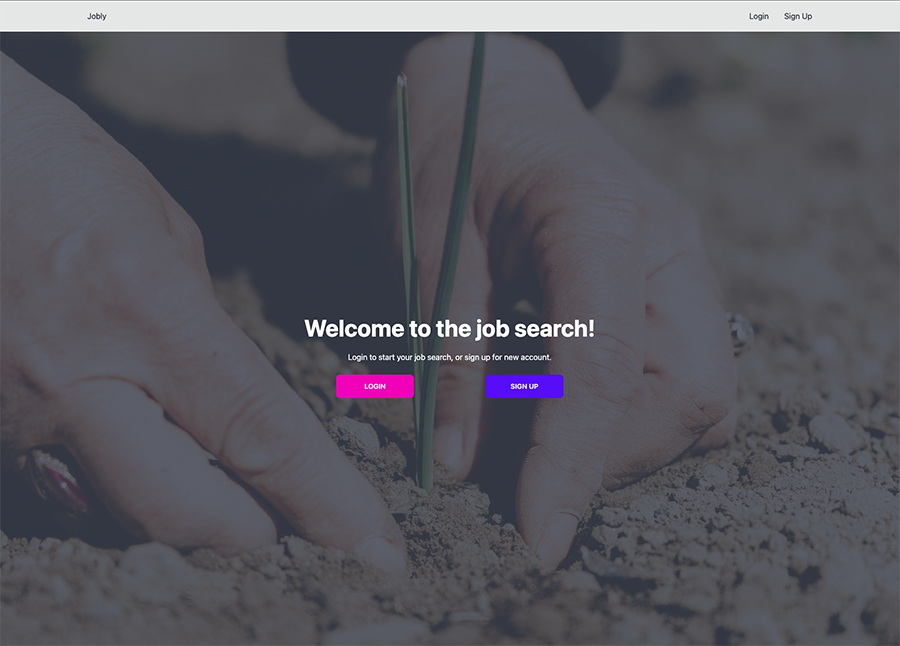 Jobly
Login
Sign Up
Welcome to the job search!
Login to start your job search, or sign up for new account.
LOGIN
SIGN UP